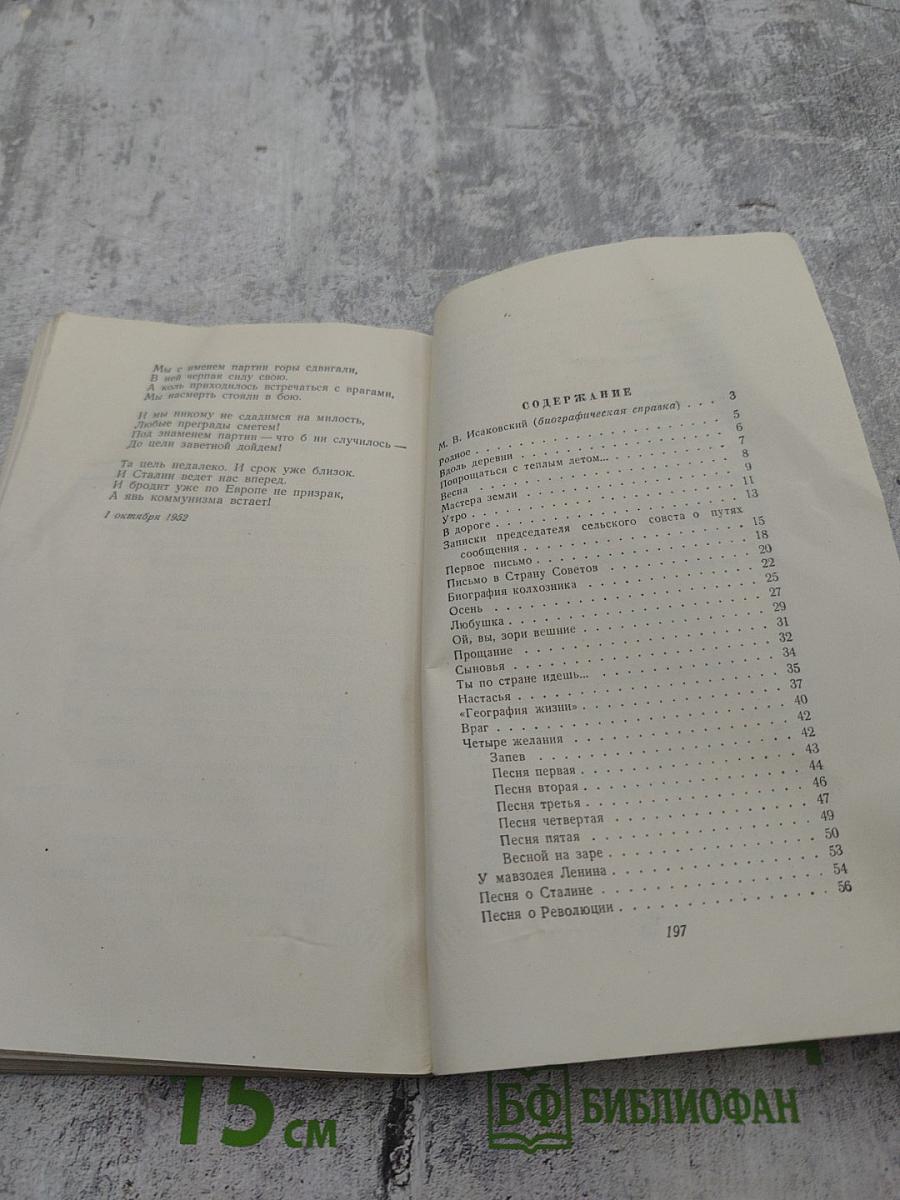 Мы с именем партии горы сдвигали,
В ней черпая силу свою.
А коль приходилось встречаться с врагами,
Мы насмерть стояли в бою.
И мы никому не сдадимся на милость,
Любые преграды сметем!
Под знаменем партии — что б ни случилось —
До цели заветной дойдем!
Та цель недалеко. И срок уже близок.
И Сталин ведет нас вперед.
И бродит уже по Европе не призрак,
А явь коммунизма встает!
1 октября 1952
СОДЕРЖАНИЕ
М. В. Исаковский (биографическая справка) . . . 3
Родное . . . 5
Вдоль деревни . . . 6
Попрощаться с теплым летом... . . . 7
Весна . . . 8
Мастера земли . . . 9
Утро . . . 11
В дороге . . . 13
Записки председателя сельского совета о путях
сообщения . . . 15
Первое письмо . . . 18
Письмо в Страну Советов . . . 20
Биография колхозника . . . 22
Осень . . . 25
Любушка . . . 27
Ой, вы, зори вешние . . . 29
Прощание . . . 31
Сыновья . . . 32
Ты по стране идешь... . . . 34
Настасья . . . 35
«География жизни» . . . 37
Враг . . . 40
Четыре желания . . . 42
Запев . . . 42
Песня первая . . . 43
Песня вторая . . . 44
Песня третья . . . 46
Песня четвертая . . . 47
Песня пятая . . . 49
Весной на заре . . . 50
У мавзолея Ленина . . . 53
Песня о Сталине . . . 54
Песня о Революции . . . 56
197
15 см
БФ БИБЛИОФАН